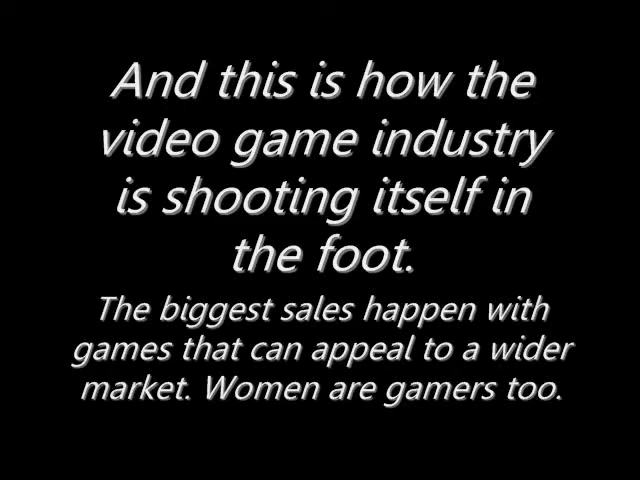 And this is how the
video game industry
is shooting itself in
the foot.
The biggest sales happen with
games that can appeal to a wider
market. Women are gamers too.